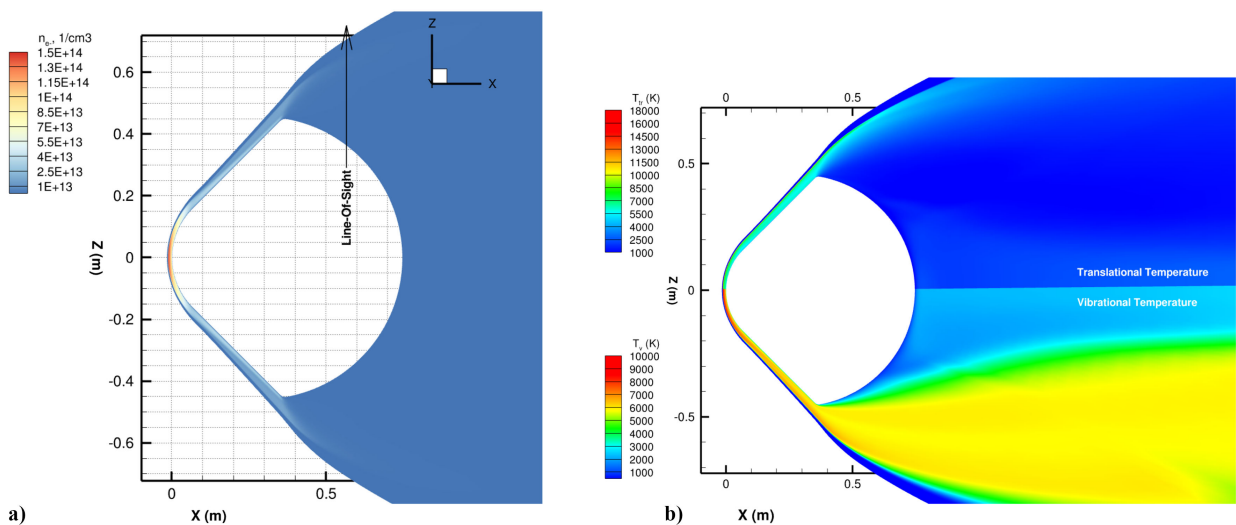 n_e-, 1/cm3
1.5E+14
1.3E+14
1.15E+14
1E+14
8.5E+13
7E+13
5.5E+13
4E+13
2.5E+13
1E+13
Z (m)
0.6
0.4
0.2
0
-0.2
-0.4
-0.6
0
0.5
X (m)
Line-Of-Sight
Z
Y
X
a)
T_tr (K)
18000
16000
14000
11500
10000
8500
7000
5500
4000
2500
1000
T_v (K)
10000
9000
8000
7000
6000
5000
4000
3000
2000
1000
0
0.5
Z (m)
0.5
0
-0.5
Translational Temperature
Vibrational Temperature
0
0.5
X (m)
b)